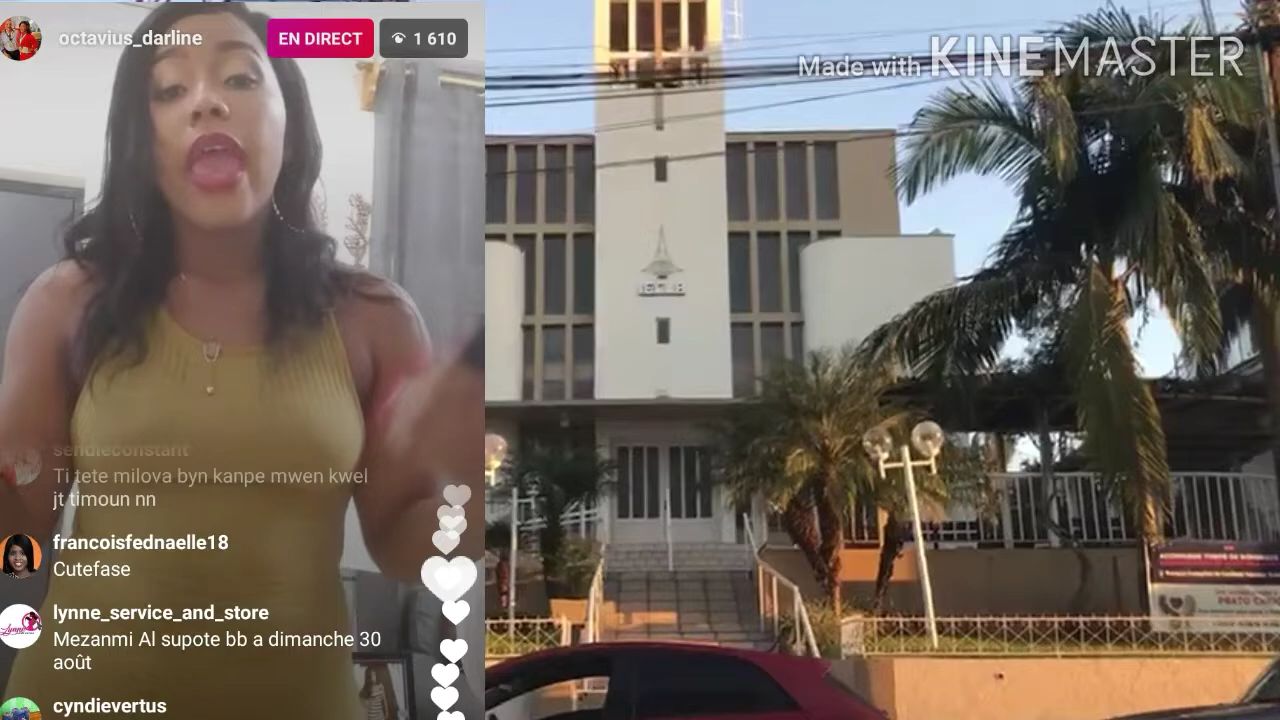 octavius_darline
EN DIRECT
1 610
Made with KINEMASTER
sendieconstant
Ti tete milova byn kanpe mwen kwel
jt timoun nn
francoisfednaelle18
Cutefase
lynne_service_and_store
Mezanmi Al supote bb a dimanche 30
août
cyndievertus